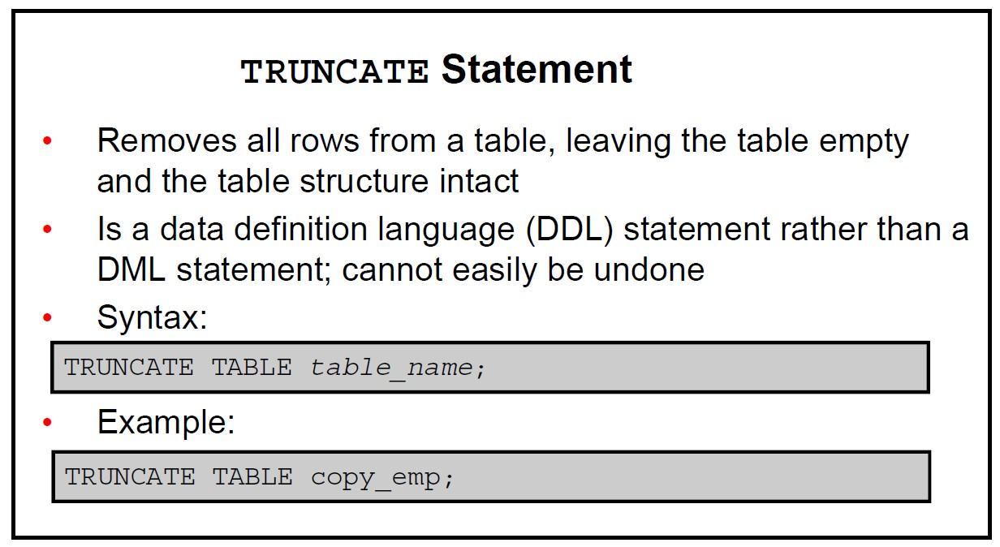 TRUNCATE Statement
• Removes all rows from a table, leaving the table empty
and the table structure intact
• Is a data definition language (DDL) statement rather than a
DML statement; cannot easily be undone
• Syntax:
TRUNCATE TABLE table_name;
• Example:
TRUNCATE TABLE copy_emp;